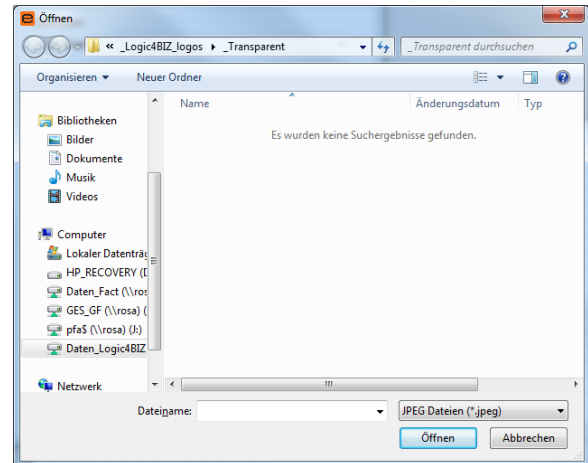 Öffnen
« _Logic4BIZ_logos ▸ _Transparent
_Transparent durchsuchen
Organisieren
Neuer Ordner
Name
Änderungsdatum
Typ
Es wurden keine Suchergebnisse gefunden.
Bibliotheken
Bilder
Dokumente
Musik
Videos
Computer
Lokaler Datenträg
HP_RECOVERY (D
Daten_Fact (\\ros
GES_GF (\\rosa) (
pfa$ (\\rosa) (J:)
Daten_Logic4BIZ
Netzwerk
Dateiname:
JPEG Dateien (*.jpeg)
Öffnen
Abbrechen